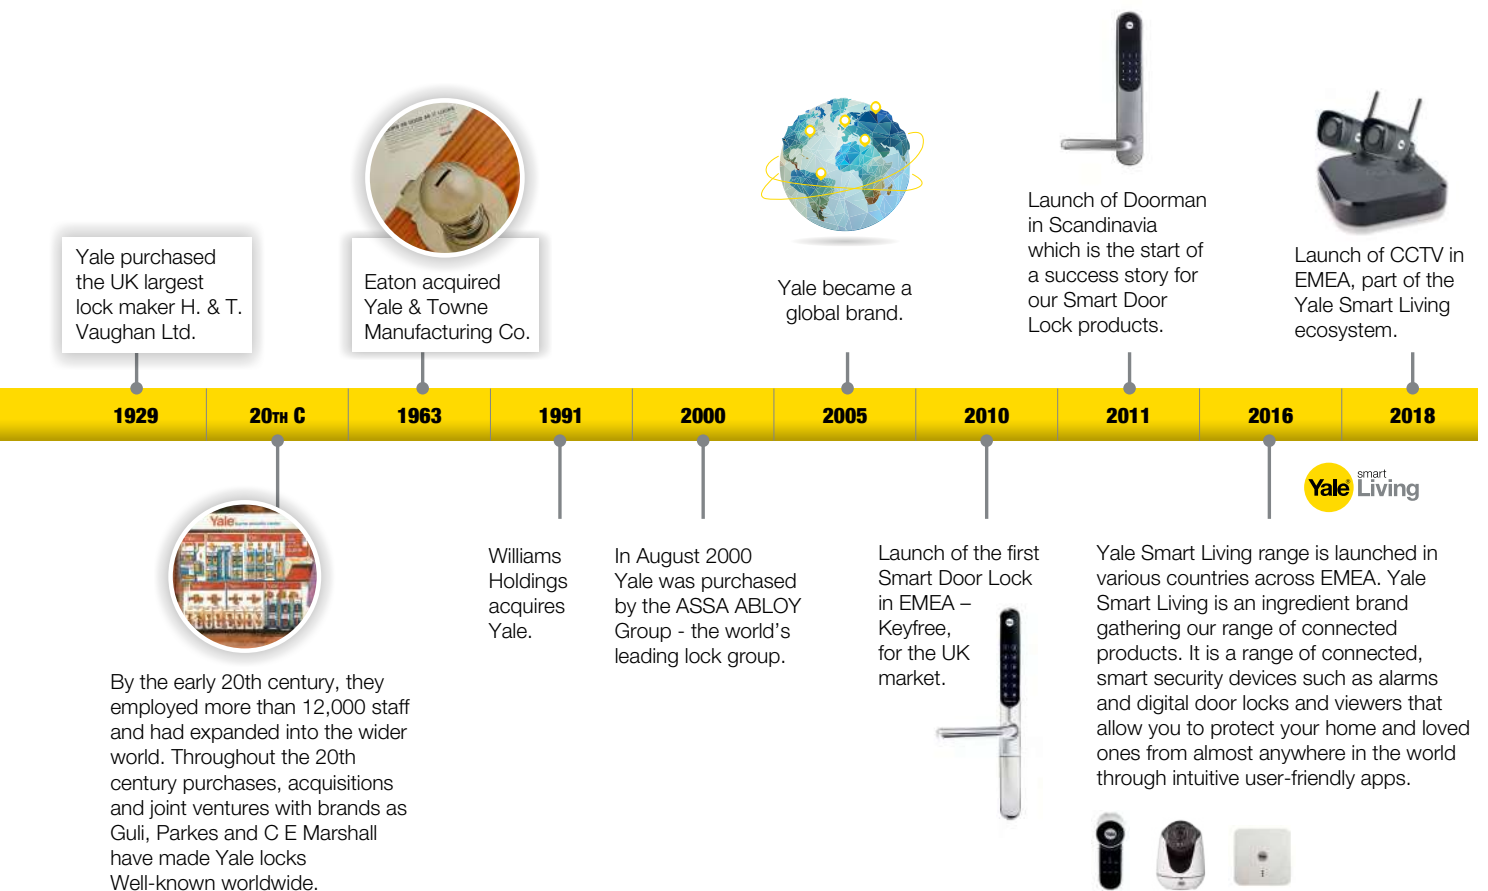 Yale purchased
the UK largest
lock maker H. & T.
Vaughan Ltd.
Eaton acquired
Yale & Towne
Manufacturing Co.
Yale became a
global brand.
Launch of Doorman
in Scandinavia
which is the start of
a success story for
our Smart Door
Lock products.
Launch of CCTV in
EMEA, part of the
Yale Smart Living
ecosystem.
1929
20TH C
1963
1991
2000
2005
2010
2011
2016
2018
Yale
By the early 20th century, they
employed more than 12,000 staff
and had expanded into the wider
world. Throughout the 20th
century purchases, acquisitions
and joint ventures with brands as
Guli, Parkes and C E Marshall
have made Yale locks
Well-known worldwide.
Williams
Holdings
acquires
Yale.
In August 2000
Yale was purchased
by the ASSA ABLOY
Group - the world's
leading lock group.
Launch of the first
Smart Door Lock
in EMEA –
Keyfree,
for the UK
market.
Yale smart
Living
Yale Smart Living range is launched in
various countries across EMEA. Yale
Smart Living is an ingredient brand
gathering our range of connected
products. It is a range of connected,
smart security devices such as alarms
and digital door locks and viewers that
allow you to protect your home and loved
ones from almost anywhere in the world
through intuitive user-friendly apps.